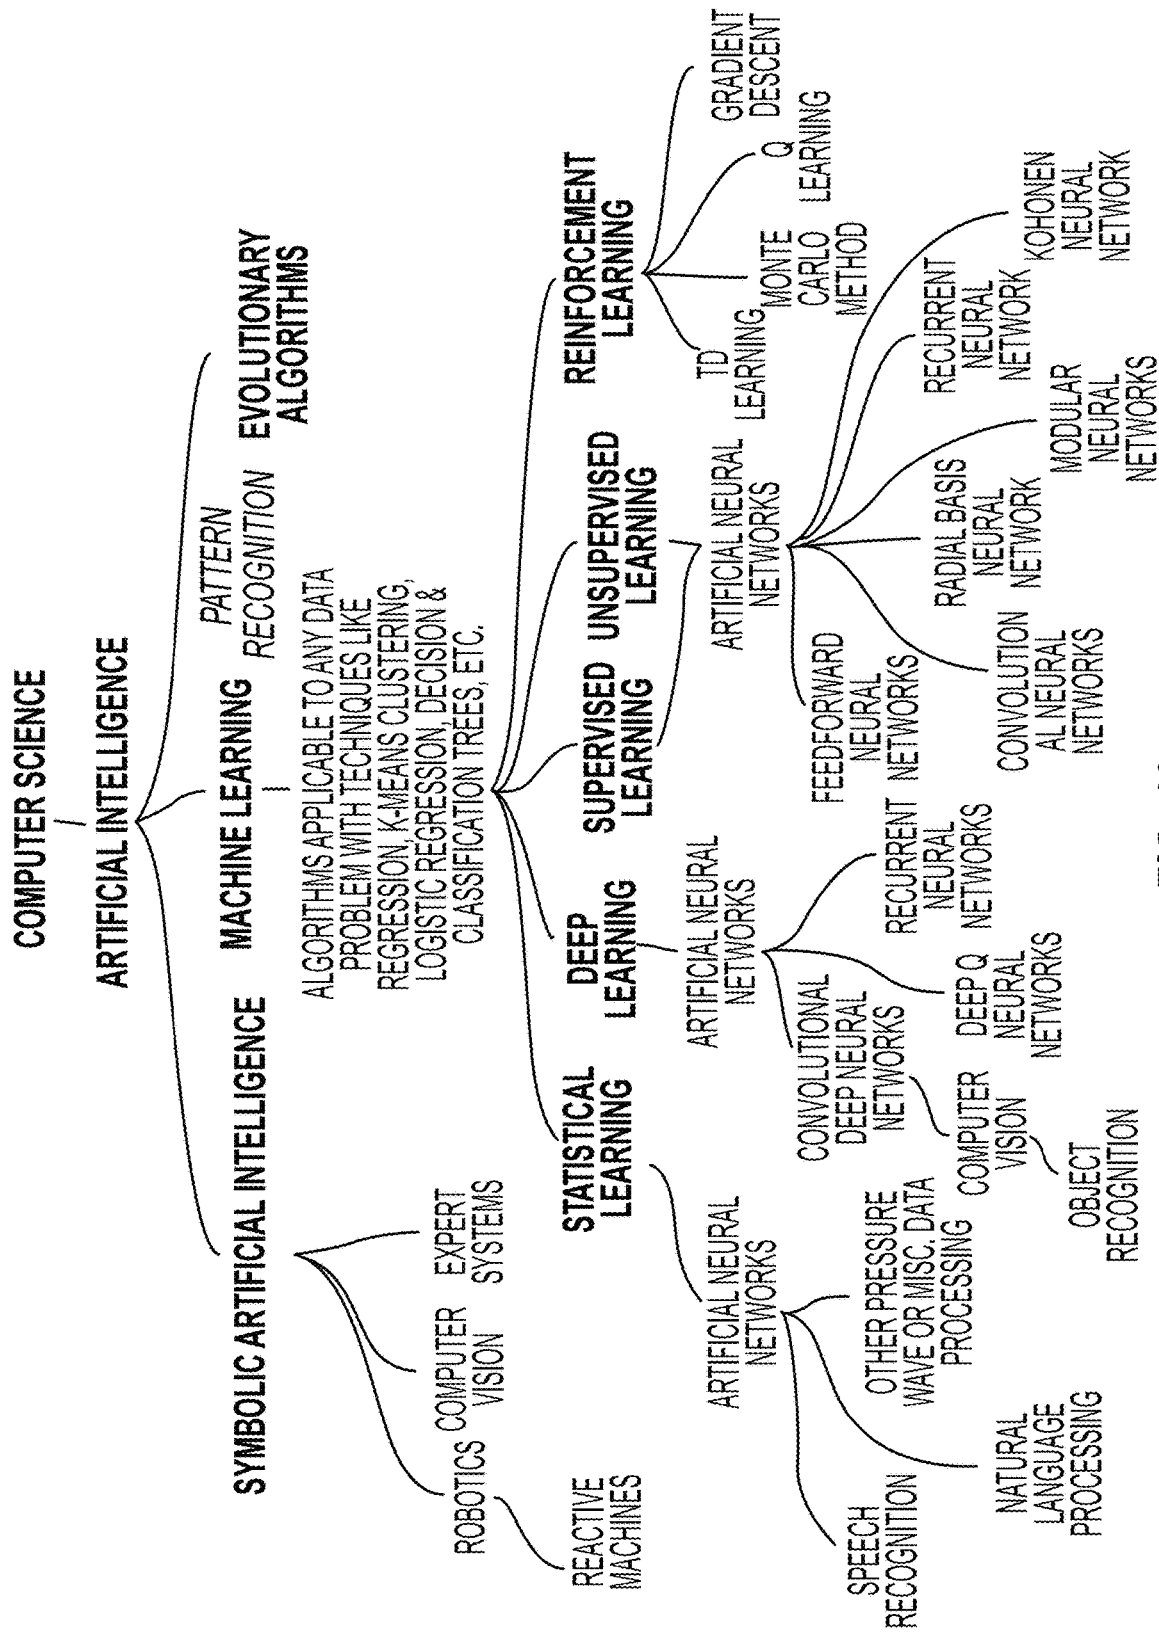 COMPUTER SCIENCE
ARTIFICIAL INTELLIGENCE
SYMBOLIC ARTIFICIAL INTELLIGENCE
MACHINE LEARNING
PATTERN
RECOGNITION
EVOLUTIONARY
ALGORITHMS
ALGORITHMS APPLICABLE TO ANY DATA
PROBLEM WITH TECHNIQUES LIKE
REGRESSION, K-MEANS CLUSTERING,
LOGISTIC REGRESSION, DECISION &
CLASSIFICATION TREES, ETC.
ROBOTICS
COMPUTER
VISION
EXPERT
SYSTEMS
REACTIVE
MACHINES
STATISTICAL
LEARNING
DEEP
LEARNING
SUPERVISED
LEARNING
UNSUPERVISED
LEARNING
REINFORCEMENT
LEARNING
ARTIFICIAL NEURAL
NETWORKS
ARTIFICIAL NEURAL
NETWORKS
ARTIFICIAL NEURAL
NETWORKS
TD
LEARNING
MONTE
CARLO
METHOD
Q
LEARNING
GRADIENT
DESCENT
SPEECH
RECOGNITION
NATURAL
LANGUAGE
PROCESSING
OTHER PRESSURE
WAVE OR MISC. DATA
PROCESSING
CONVOLUTIONAL
DEEP NEURAL
NETWORKS
COMPUTER
VISION
OBJECT
RECOGNITION
DEEP Q
NEURAL
NETWORKS
RECURRENT
NEURAL
NETWORKS
FEEDFORWARD
NEURAL
NETWORKS
CONVOLUTION
AL NEURAL
NETWORKS
RADIAL BASIS
NEURAL
NETWORK
MODULAR
NEURAL
NETWORKS
RECURRENT
NEURAL
NETWORK
KOHONEN
NEURAL
NETWORK